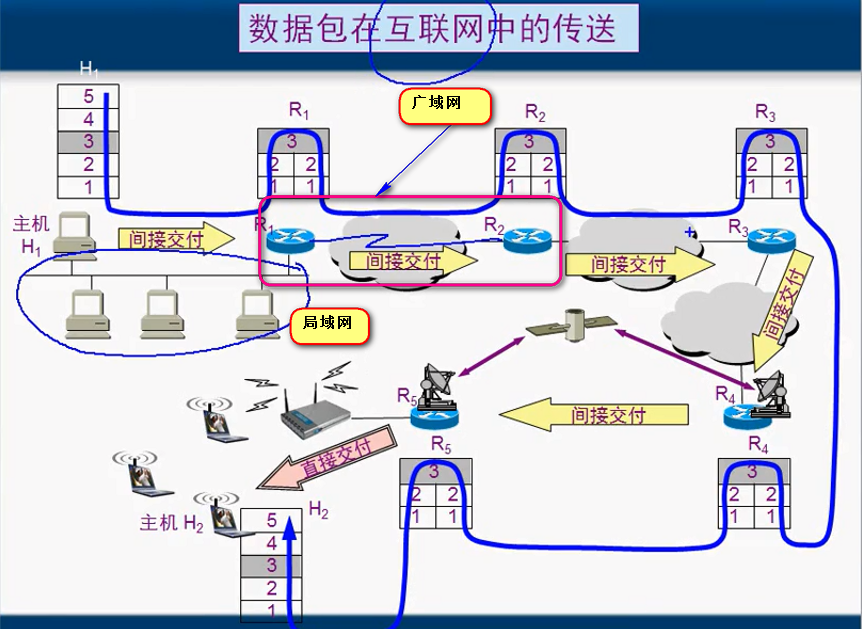 数据包在互联网中的传送
H1
5
4
3
2
1
R1
3
2 2
1 1
广域网
R2
3
2 2
1 1
R3
3
2 2
1 1
主机
H1
间接交付
R1
间接交付
R2
间接交付
R3
间接交付
局域网
R5
间接交付
R4
直接交付
R5
3
2 2
1 1
R4
3
2 2
1 1
主机 H2
H2
5
4
3
2
1